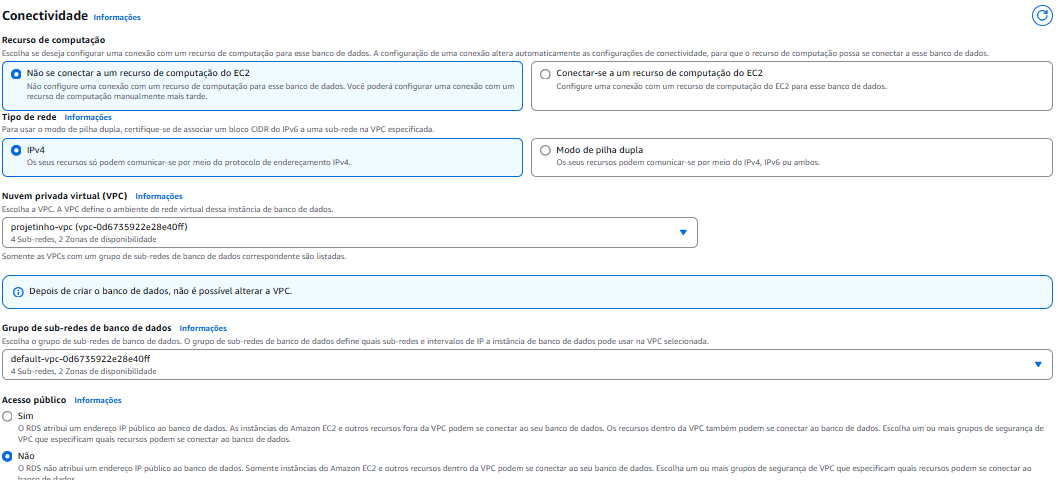 Conectividade Informações
Recurso de computação
Escolha se deseja configurar uma conexão com um recurso de computação para esse banco de dados. A configuração de uma conexão altera automaticamente as configurações de conectividade, para que o recurso de computação possa se conectar a esse banco de dados.
Não se conectar a um recurso de computação do EC2
Não configure uma conexão com um recurso de computação para esse banco de dados. Você poderá configurar uma conexão com um
recurso de computação manualmente mais tarde.
Conectar-se a um recurso de computação do EC2
Configure uma conexão com um recurso de computação do EC2 para esse banco de dados.
Tipo de rede Informações
Para usar o modo de pilha dupla, certifique-se de associar um bloco CIDR do IPv6 a uma sub-rede na VPC especificada.
IPv4
Os seus recursos só podem comunicar-se por meio do protocolo de endereçamento IPv4.
Modo de pilha dupla
Os seus recursos podem comunicar-se por meio do IPv4, IPv6 ou ambos.
Nuvem privada virtual (VPC) Informações
Escolha a VPC. A VPC define o ambiente de rede virtual dessa instância de banco de dados.
projetinho-vpc (vpc-0d6735922e28e40ff)
4 Sub-redes, 2 Zonas de disponibilidade
Somente as VPCs com um grupo de sub-redes de banco de dados correspondente são listadas.
Depois de criar o banco de dados, não é possível alterar a VPC.
Grupo de sub-redes de banco de dados Informações
Escolha o grupo de sub-redes de banco de dados. O grupo de sub-redes de banco de dados define quais sub-redes e intervalos de IP a instância de banco de dados pode usar na VPC selecionada.
default-vpc-0d6735922e28e40ff
4 Sub-redes, 2 Zonas de disponibilidade
Acesso público Informações
Sim
O RDS atribui um endereço IP público ao banco de dados. As instâncias do Amazon EC2 e outros recursos fora da VPC podem se conectar ao seu banco de dados. Os recursos dentro da VPC também podem se conectar ao banco de dados. Escolha um ou mais grupos de segurança de
VPC que especificam quais recursos podem se conectar ao banco de dados.
Não
O RDS não atribui um endereço IP público ao banco de dados. Somente instâncias do Amazon EC2 e outros recursos dentro da VPC podem se conectar ao seu banco de dados. Escolha um ou mais grupos de segurança de VPC que especificam quais recursos podem se conectar ao
banco de dados.